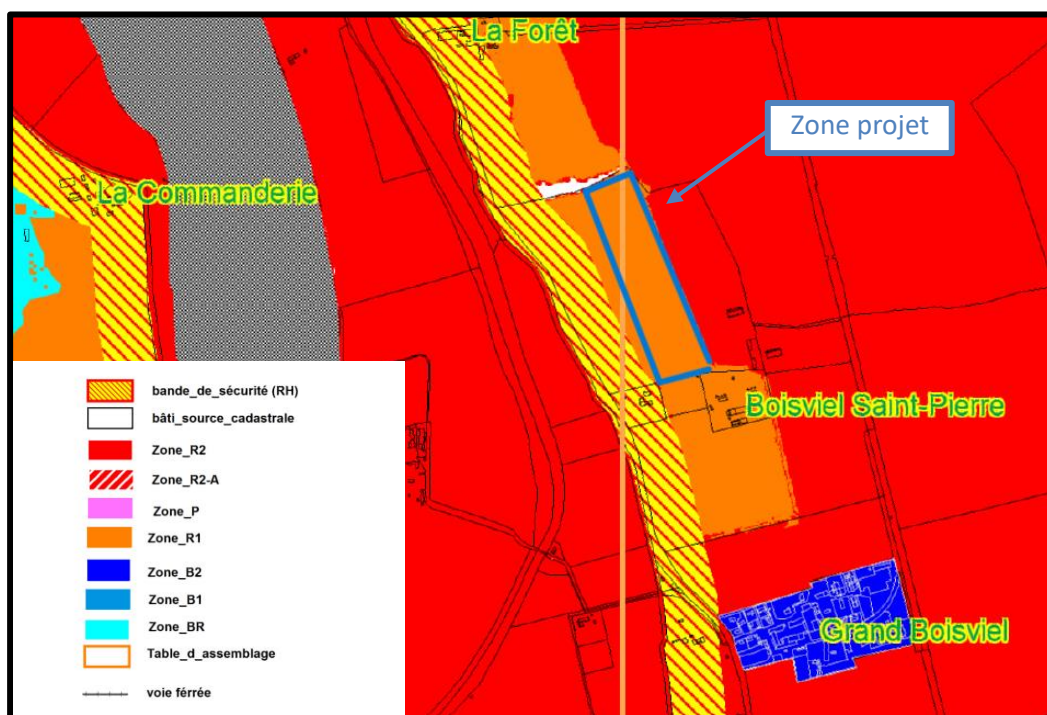 La Forêt
Zone projet
La Commanderie
Boisviel Saint-Pierre
Grand Boisviel
bande_de_sécurité (RH)
bâti_source_cadastrale
Zone_R2
Zone_R2-A
Zone_P
Zone_R1
Zone_B2
Zone_B1
Zone_BR
Table_d_assemblage
voie férrée